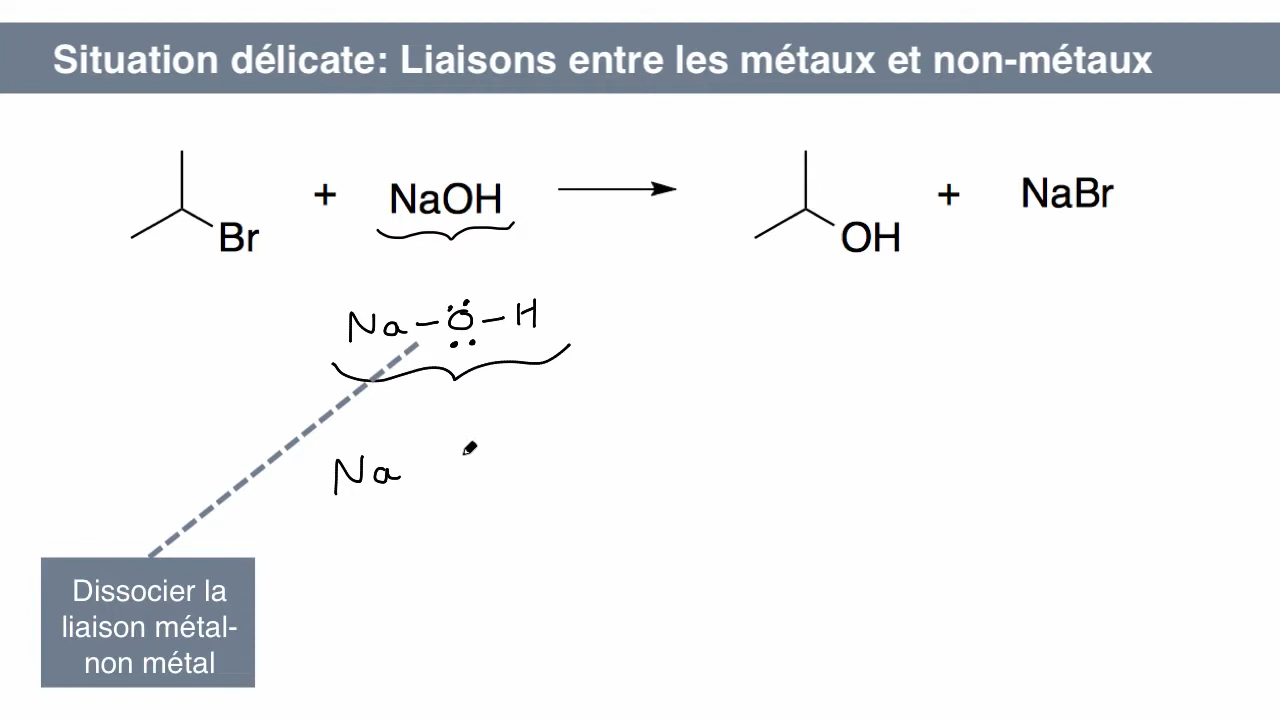 Situation délicate: Liaisons entre les métaux et non-métaux
Br + NaOH OH + NaBr
Na – O – H
Na
Dissocier la
liaison métal-
non métal